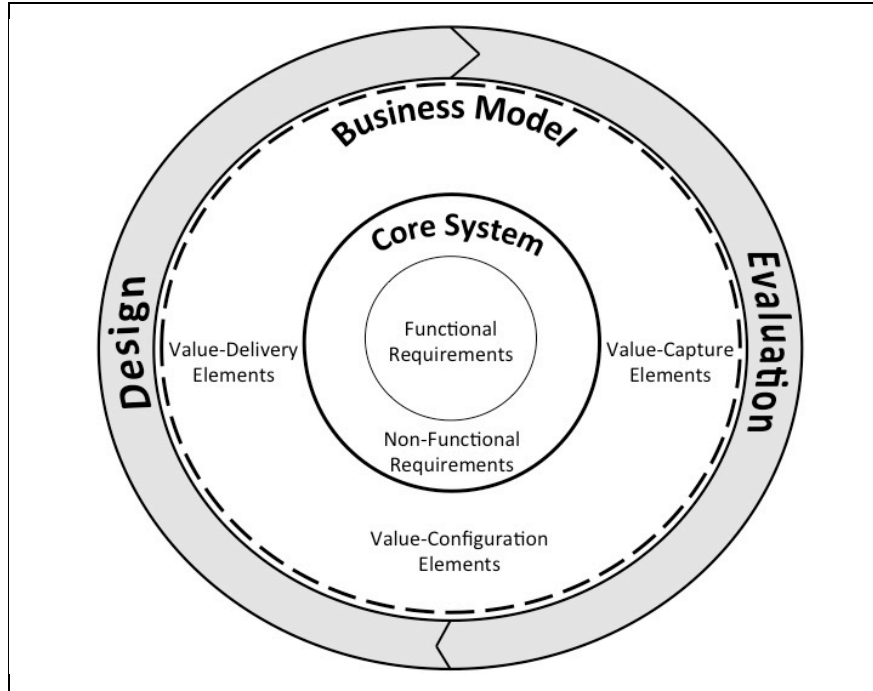 Business Model
Core System
Design
Evaluation
Functional
Requirements
Value-Delivery
Elements
Value-Capture
Elements
Non-Functional
Requirements
Value-Configuration
Elements